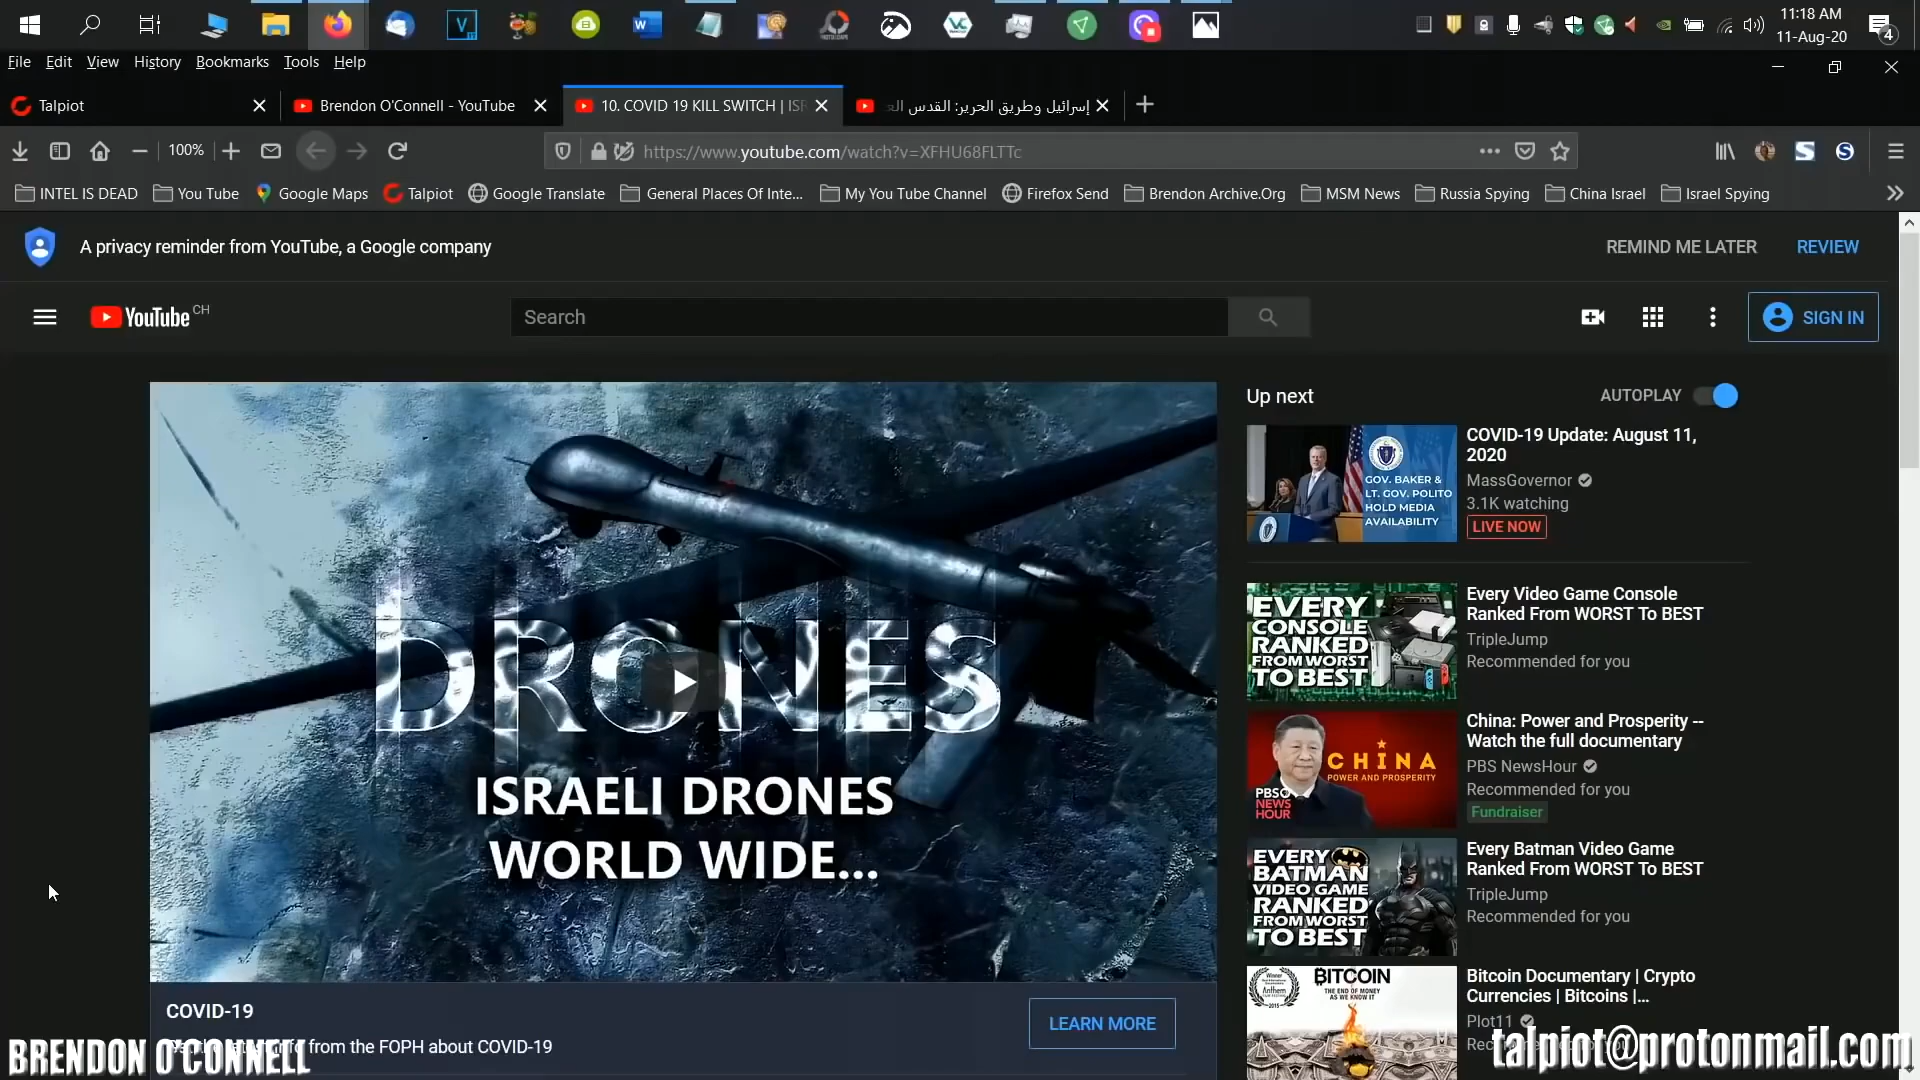 11:18 AM
11-Aug-20
4
File Edit View History Bookmarks Tools Help
Talpiot
Brendon O'Connell - YouTube
10. COVID 19 KILL SWITCH | ISR
إسرائيل وطريق الحرير: القدس الع
100%
https://www.youtube.com/watch?v=XFHU68FLTTc
INTEL IS DEAD
You Tube
Google Maps
Talpiot
Google Translate
General Places Of Inte...
My You Tube Channel
Firefox Send
Brendon Archive.Org
MSM News
Russia Spying
China Israel
Israel Spying
A privacy reminder from YouTube, a Google company
REMIND ME LATER
REVIEW
YouTube CH
Search
SIGN IN
DRONES
ISRAELI DRONES
WORLD WIDE...
COVID-19
from the FOPH about COVID-19
LEARN MORE
Up next
AUTOPLAY
GOV. BAKER &
LT. GOV. POLITO
HOLD MEDIA
AVAILABILITY
COVID-19 Update: August 11,
2020
MassGovernor
3.1K watching
LIVE NOW
EVERY
CONSOLE
RANKED
FROM WORST
TO BEST
Every Video Game Console
Ranked From WORST To BEST
TripleJump
Recommended for you
CHINA
POWER AND PROSPERITY
PBS
NEWS
HOUR
China: Power and Prosperity --
Watch the full documentary
PBS NewsHour
Recommended for you
Fundraiser
EVERY
BATMAN
VIDEO GAME
RANKED
FROM WORST
TO BEST
Every Batman Video Game
Ranked From WORST To BEST
TripleJump
Recommended for you
BITCOIN
THE END OF MONEY
AS WE KNOW IT
Bitcoin Documentary | Crypto
Currencies | Bitcoins |...
Plot11
BRENDON O'CONNELL
talpiot@protonmail.com